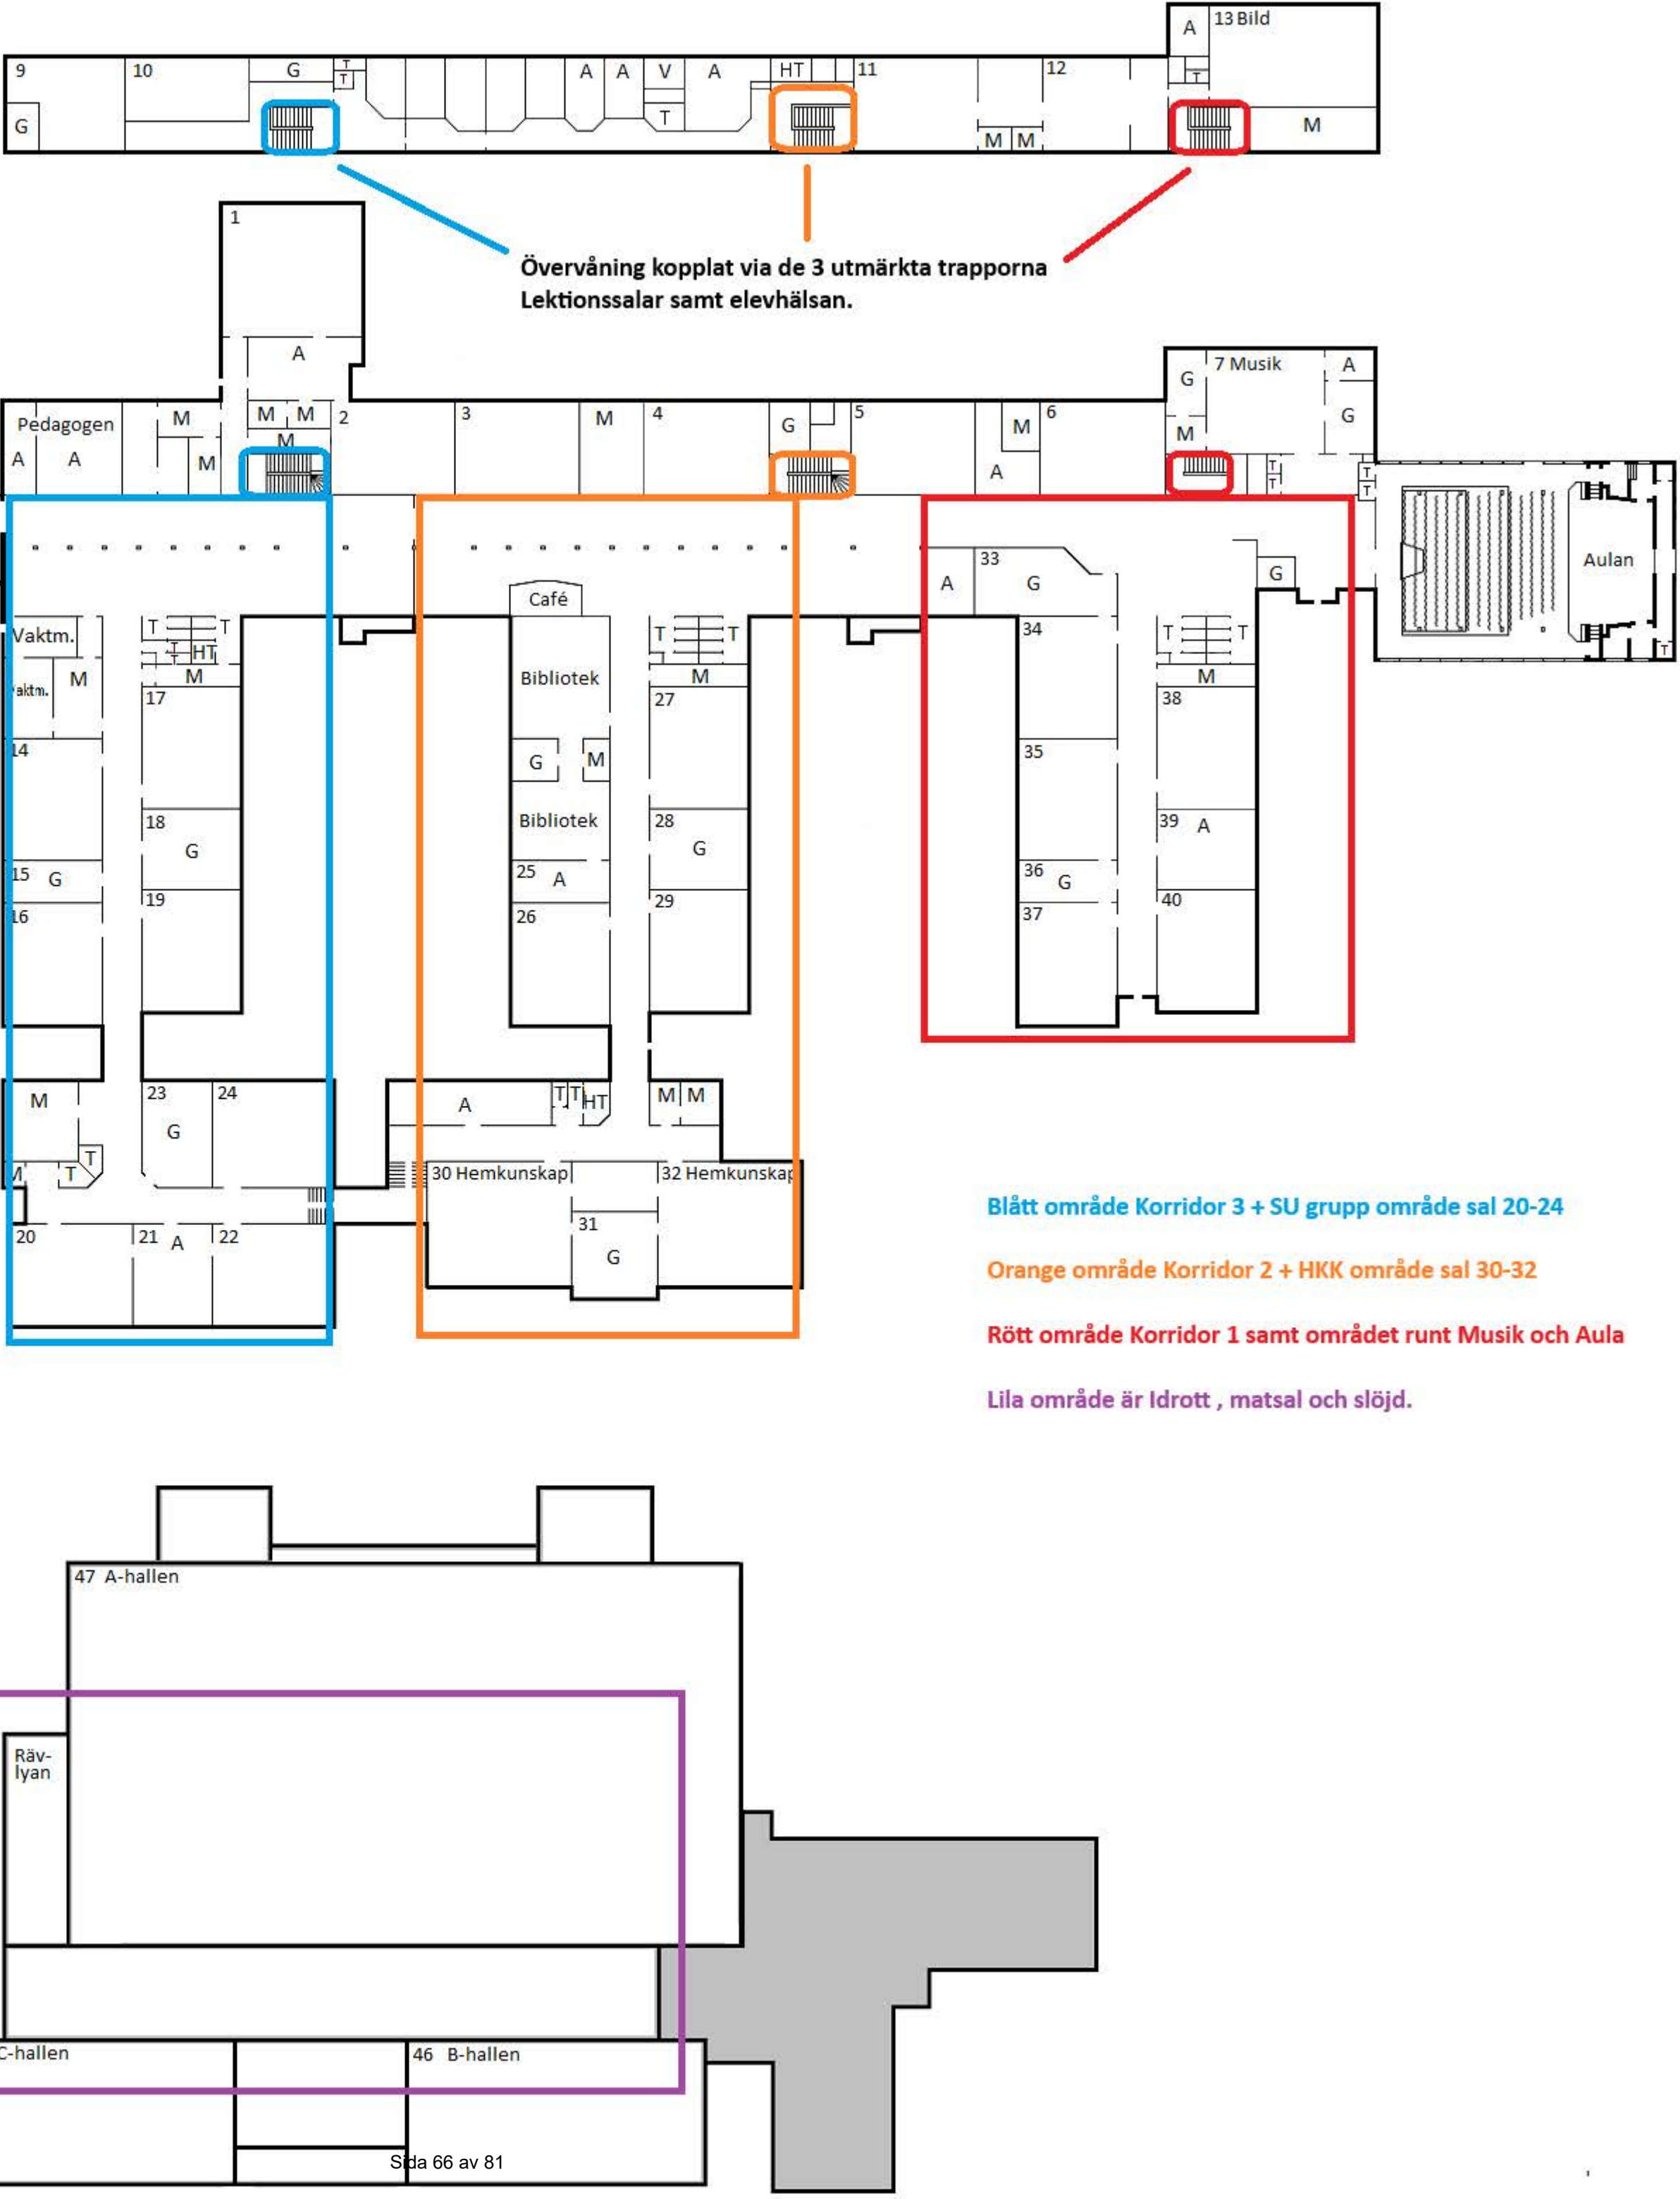 A
13 Bild
9
10
G
T
T
A
A
V
A
HT
11
12
T
G
T
M
M
M
1
Övervåning kopplat via de 3 utmärkta trapporna
Lektionssalar samt elevhälsan.
A
7 Musik
A
G
Pedagogen
M
M
M
2
3
M
4
G
5
M
6
G
M
M
A
A
M
A
T
T
T
T
Aulan
33
A
G
G
Café
Vaktm.
T
T
T
HT
T
T
34
T
T
aktm.
M
M
Bibliotek
M
M
17
27
38
14
G
M
35
18
G
Bibliotek
28
G
39
A
15
G
25
A
36
G
16
19
26
29
37
40
M
23
24
A
T
T
HT
M
M
G
T
M
T
30 Hemkunskap
32 Hemkunskap
Blått område Korridor 3 + SU grupp område sal 20-24
20
21
A
22
31
G
Orange område Korridor 2 + HKK område sal 30-32
Rött område Korridor 1 samt området runt Musik och Aula
Lila område är Idrott , matsal och slöjd.
47 A-hallen
Räv-
lyan
C-hallen
46 B-hallen
Sida 66 av 81